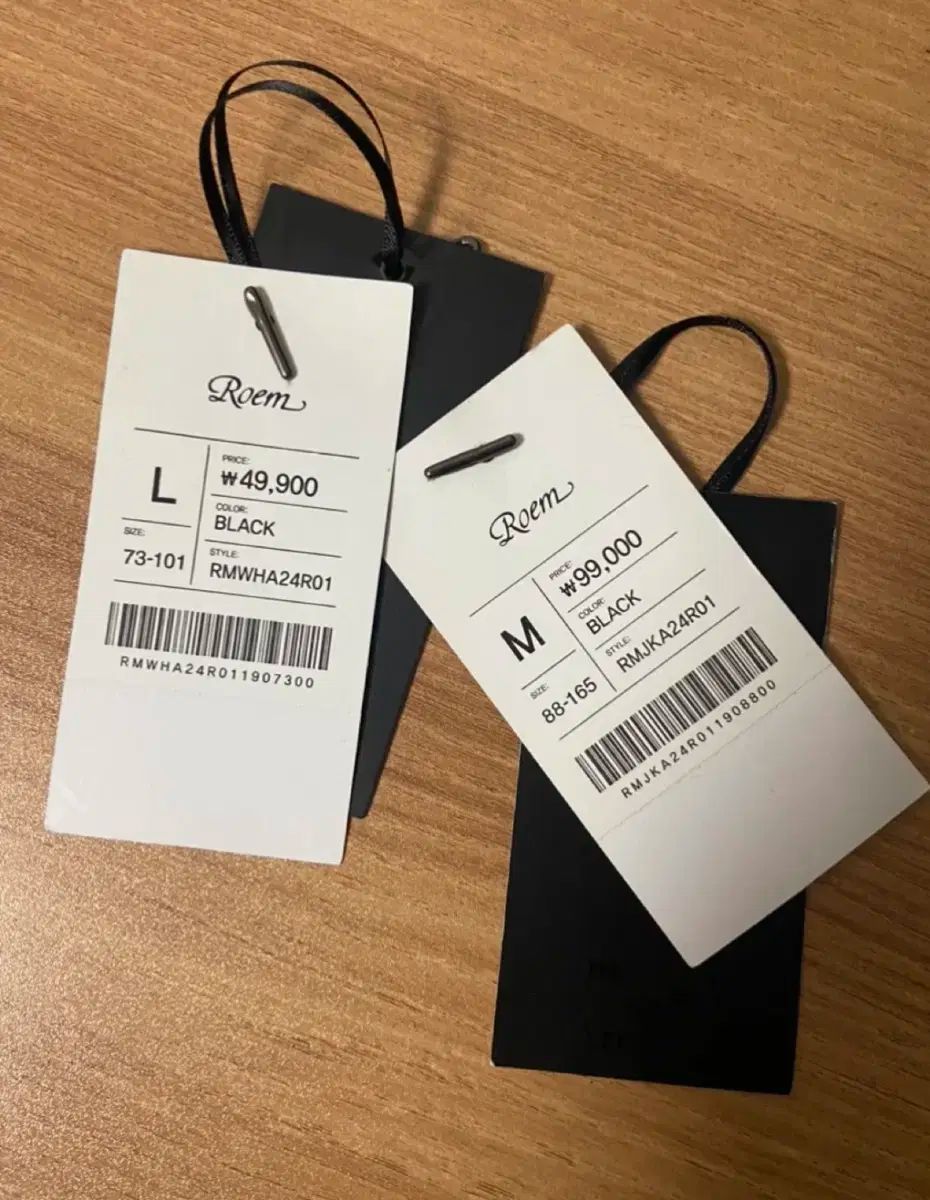 Roem
L
PRICE:
₩49,900
COLOR:
BLACK
SIZE:
73-101
STYLE:
RMWHA24R01
RMWHA24R011907300
Roem
M
PRICE:
₩99,000
COLOR:
BLACK
SIZE:
88-165
STYLE:
RMJKA24R01
RMJKA24R011908800